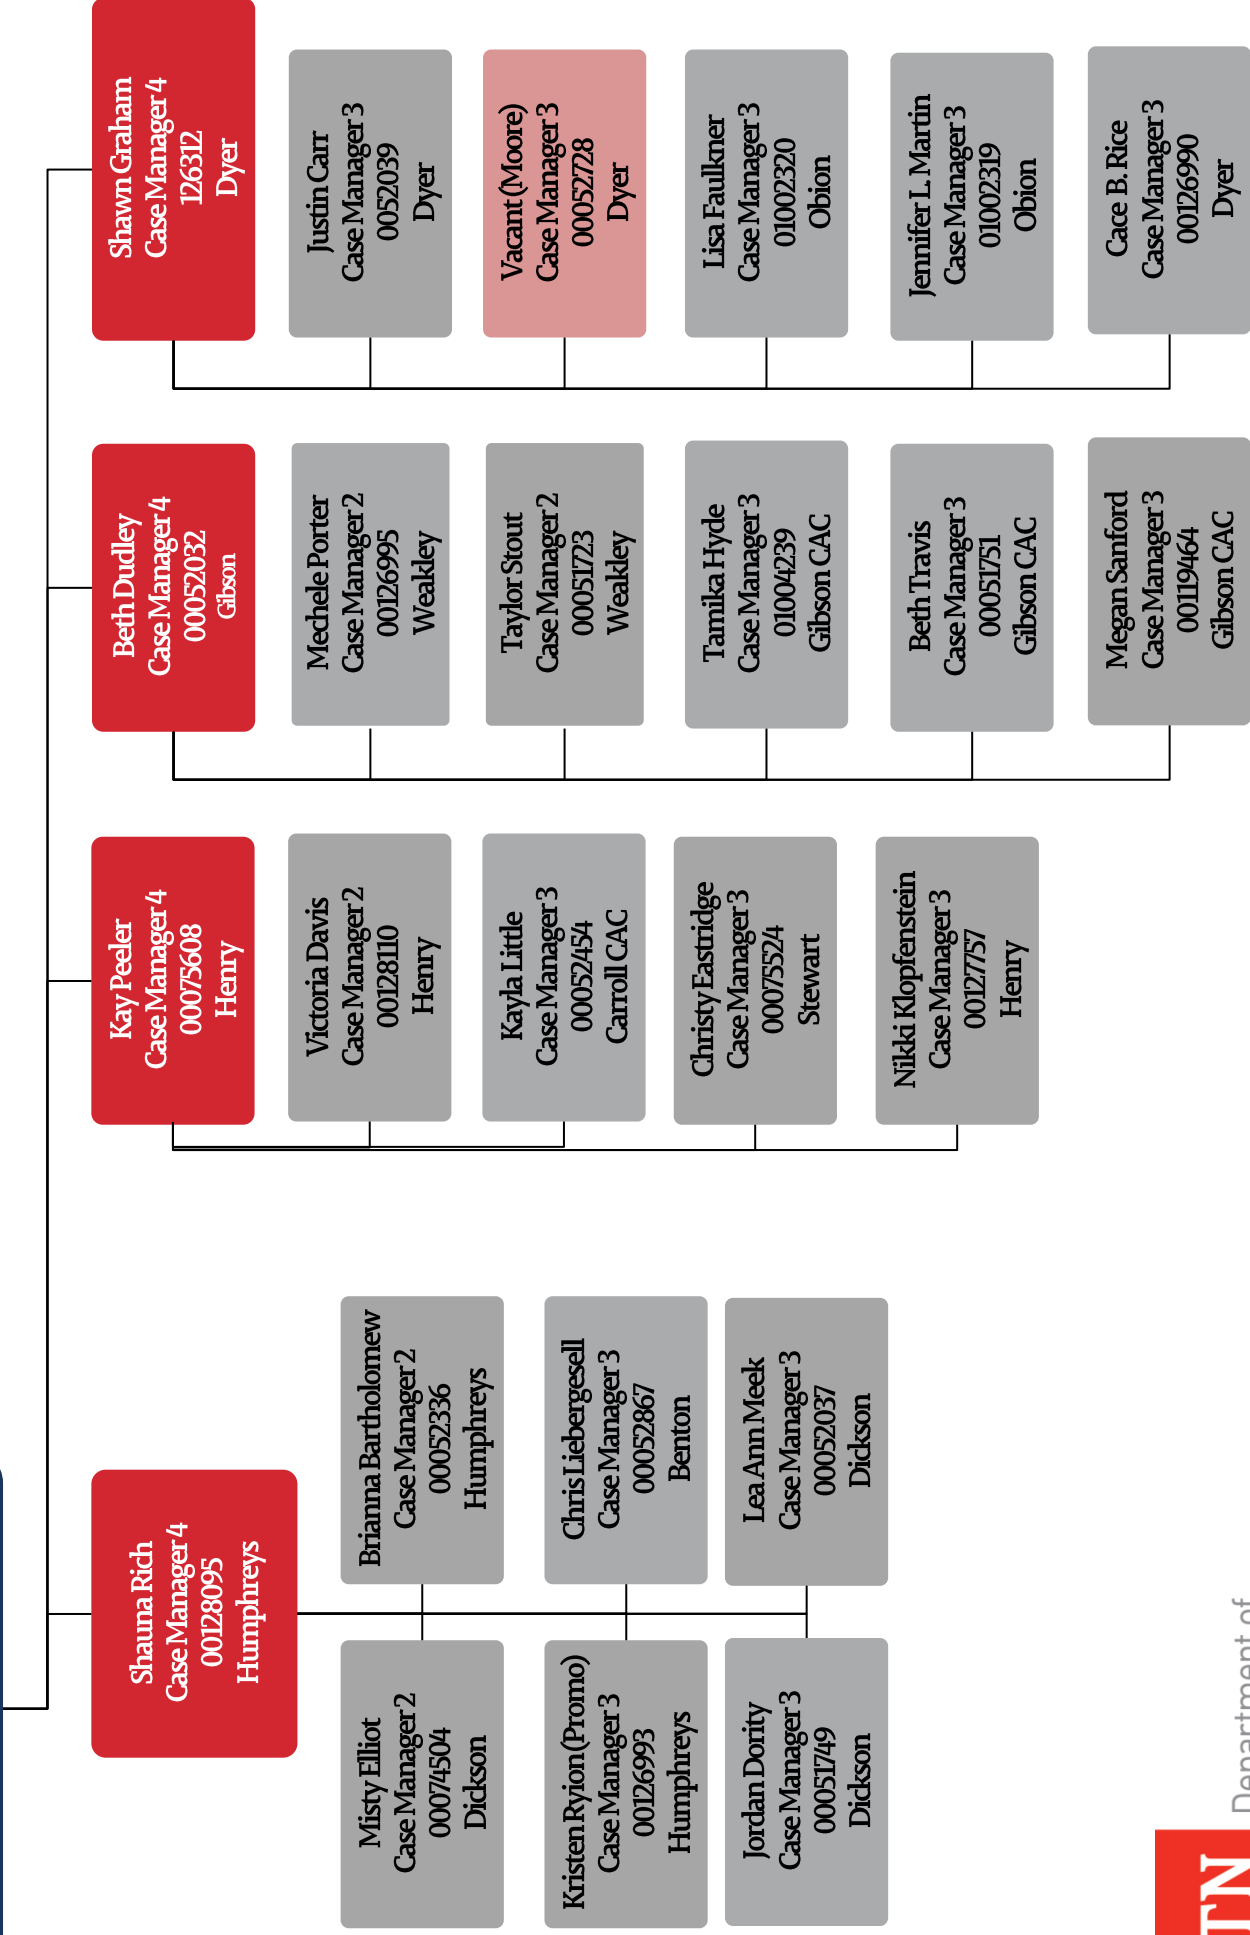 Shauna Rich
Case Manager 4
00128095
Humphreys
Misty Elliot
Case Manager 2
00074504
Dickson
Brianna Bartholomew
Case Manager 2
00052336
Humphreys
Kristen Ryion (Promo)
Case Manager 3
00126993
Humphreys
Chris Liebergesell
Case Manager 3
00052867
Benton
Jordan Dority
Case Manager 3
00051749
Dickson
Lea Ann Meek
Case Manager 3
00052037
Dickson
Kay Peeler
Case Manager 4
00075608
Henry
Victoria Davis
Case Manager 2
00128110
Henry
Kayla Little
Case Manager 3
00052454
Carroll CAC
Christy Eastridge
Case Manager 3
00075524
Stewart
Nikki Klopfenstein
Case Manager 3
00127757
Henry
Beth Dudley
Case Manager 4
00052032
Gibson
Mechele Porter
Case Manager 2
00126995
Weakley
Taylor Stout
Case Manager 2
00051723
Weakley
Tamika Hyde
Case Manager 3
01004239
Gibson CAC
Beth Travis
Case Manager 3
00051751
Gibson CAC
Megan Sanford
Case Manager 3
00119464
Gibson CAC
Shawn Graham
Case Manager 4
126312
Dyer
Justin Carr
Case Manager 3
0052039
Dyer
Vacant (Moore)
Case Manager 3
00052728
Dyer
Lisa Faulkner
Case Manager 3
01002320
Obion
Jennifer L Martin
Case Manager 3
01002319
Obion
Cace B. Rice
Case Manager 3
00126990
Dyer
TN
Department of